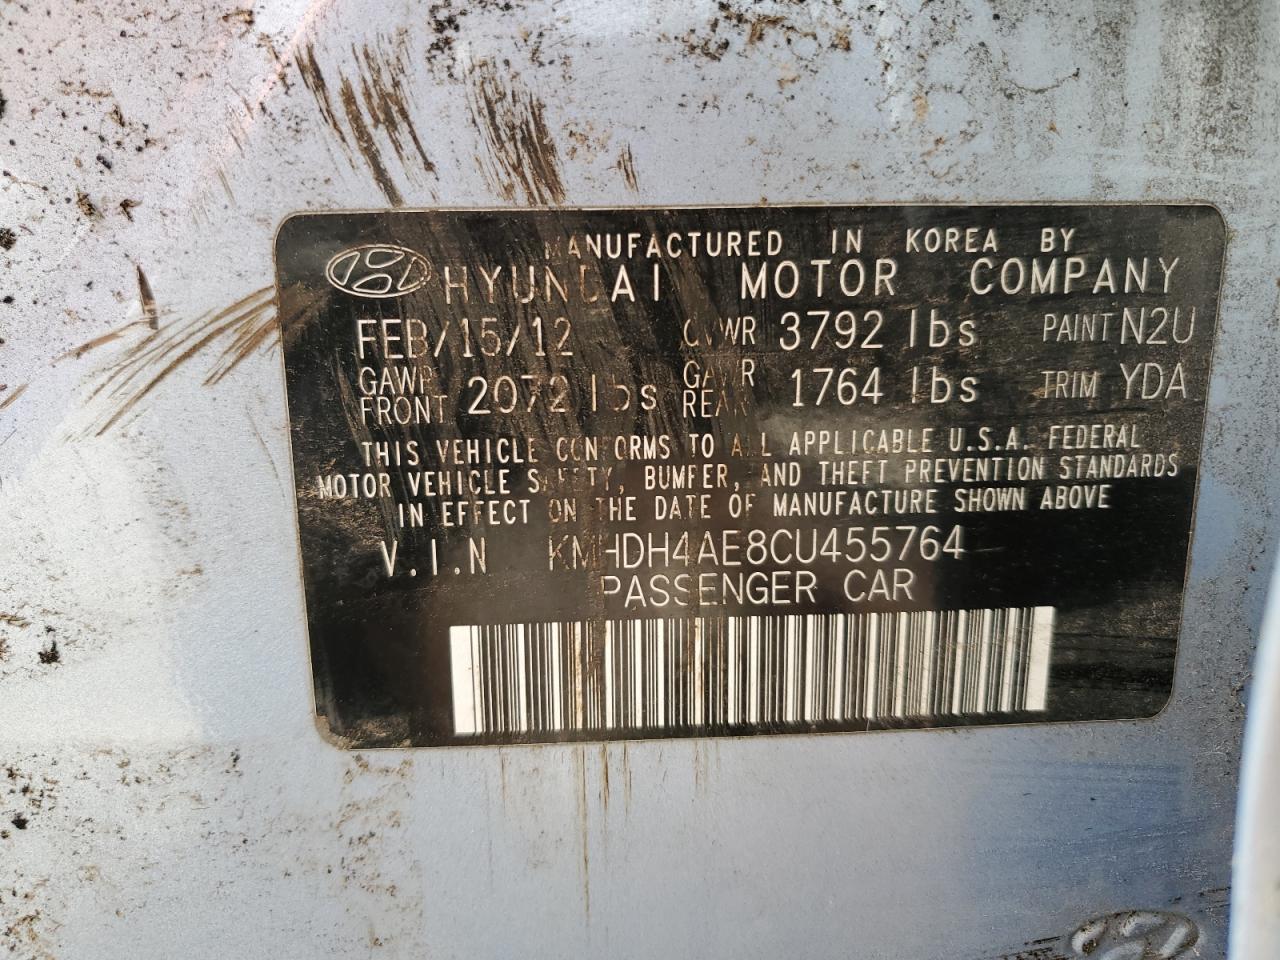 MANUFACTURED IN KOREA BY
HYUNDAI MOTOR COMPANY
FEB/15/12 GVWR 3792 lbs PAINT N2U
GAWR FRONT 2072 lbs GAWR REAR 1764 lbs TRIM YDA
THIS VEHICLE CONFORMS TO ALL APPLICABLE U.S.A. FEDERAL
MOTOR VEHICLE SAFETY, BUMPER, AND THEFT PREVENTION STANDARDS
IN EFFECT ON THE DATE OF MANUFACTURE SHOWN ABOVE
V.I.N KMHDH4AE8CU455764
PASSENGER CAR